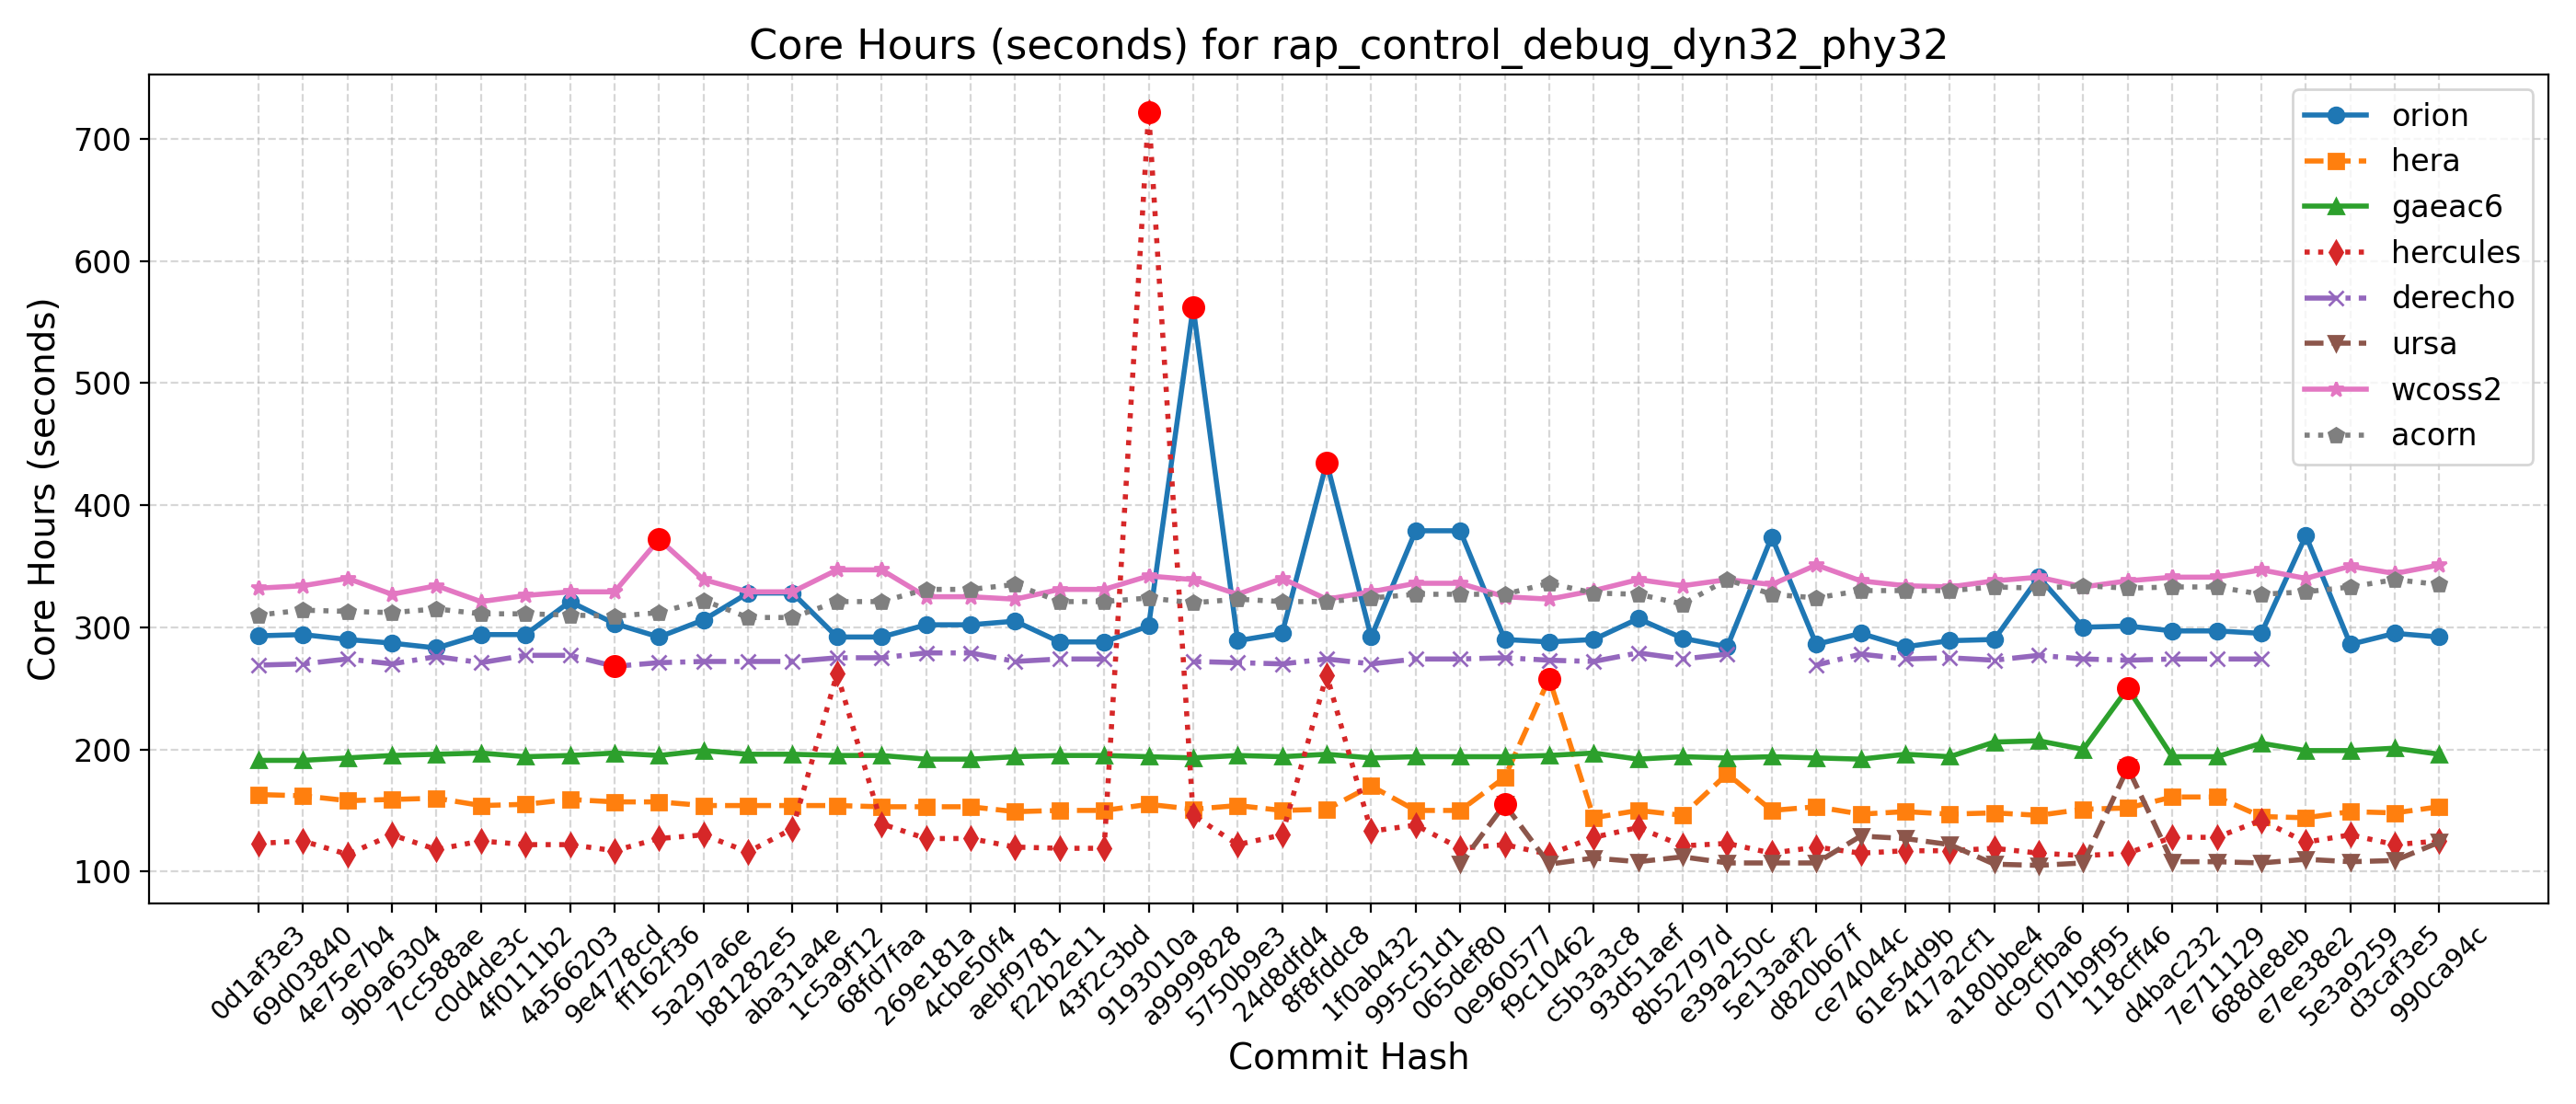 Core Hours (seconds) for rap_control_debug_dyn32_phy32
Core Hours (seconds)
700
600
500
400
300
200
100
orion
hera
gaeac6
hercules
derecho
ursa
wcoss2
acorn
0d1af3e3
69d03840
4e75e7b4
9b9a6304
7cc588ae
c0d4de3c
4f0111b2
4a566203
9e4778cd
ff162f36
5a297a6e
b81282e5
aba31a4e
1c5a9f12
68fd7faa
269e181a
4cbe50f4
aebf9781
f22b2e11
43f2c3bd
9193010a
a9999828
5750b9e3
24d8dfd4
8f8fddc8
1f0ab432
995c51d1
065def80
0e960577
f9c10462
c5b3a3c8
93d51aef
8b52797d
e39a250c
5e13aaf2
d820b67f
ce74044c
61e54d9b
417a2cf1
a180bbe4
dc9cfba6
071b9f95
118cff46
d4bac232
7e711129
688de8eb
e7ee38e2
5e3a9259
d3caf3e5
990ca94c
Commit Hash